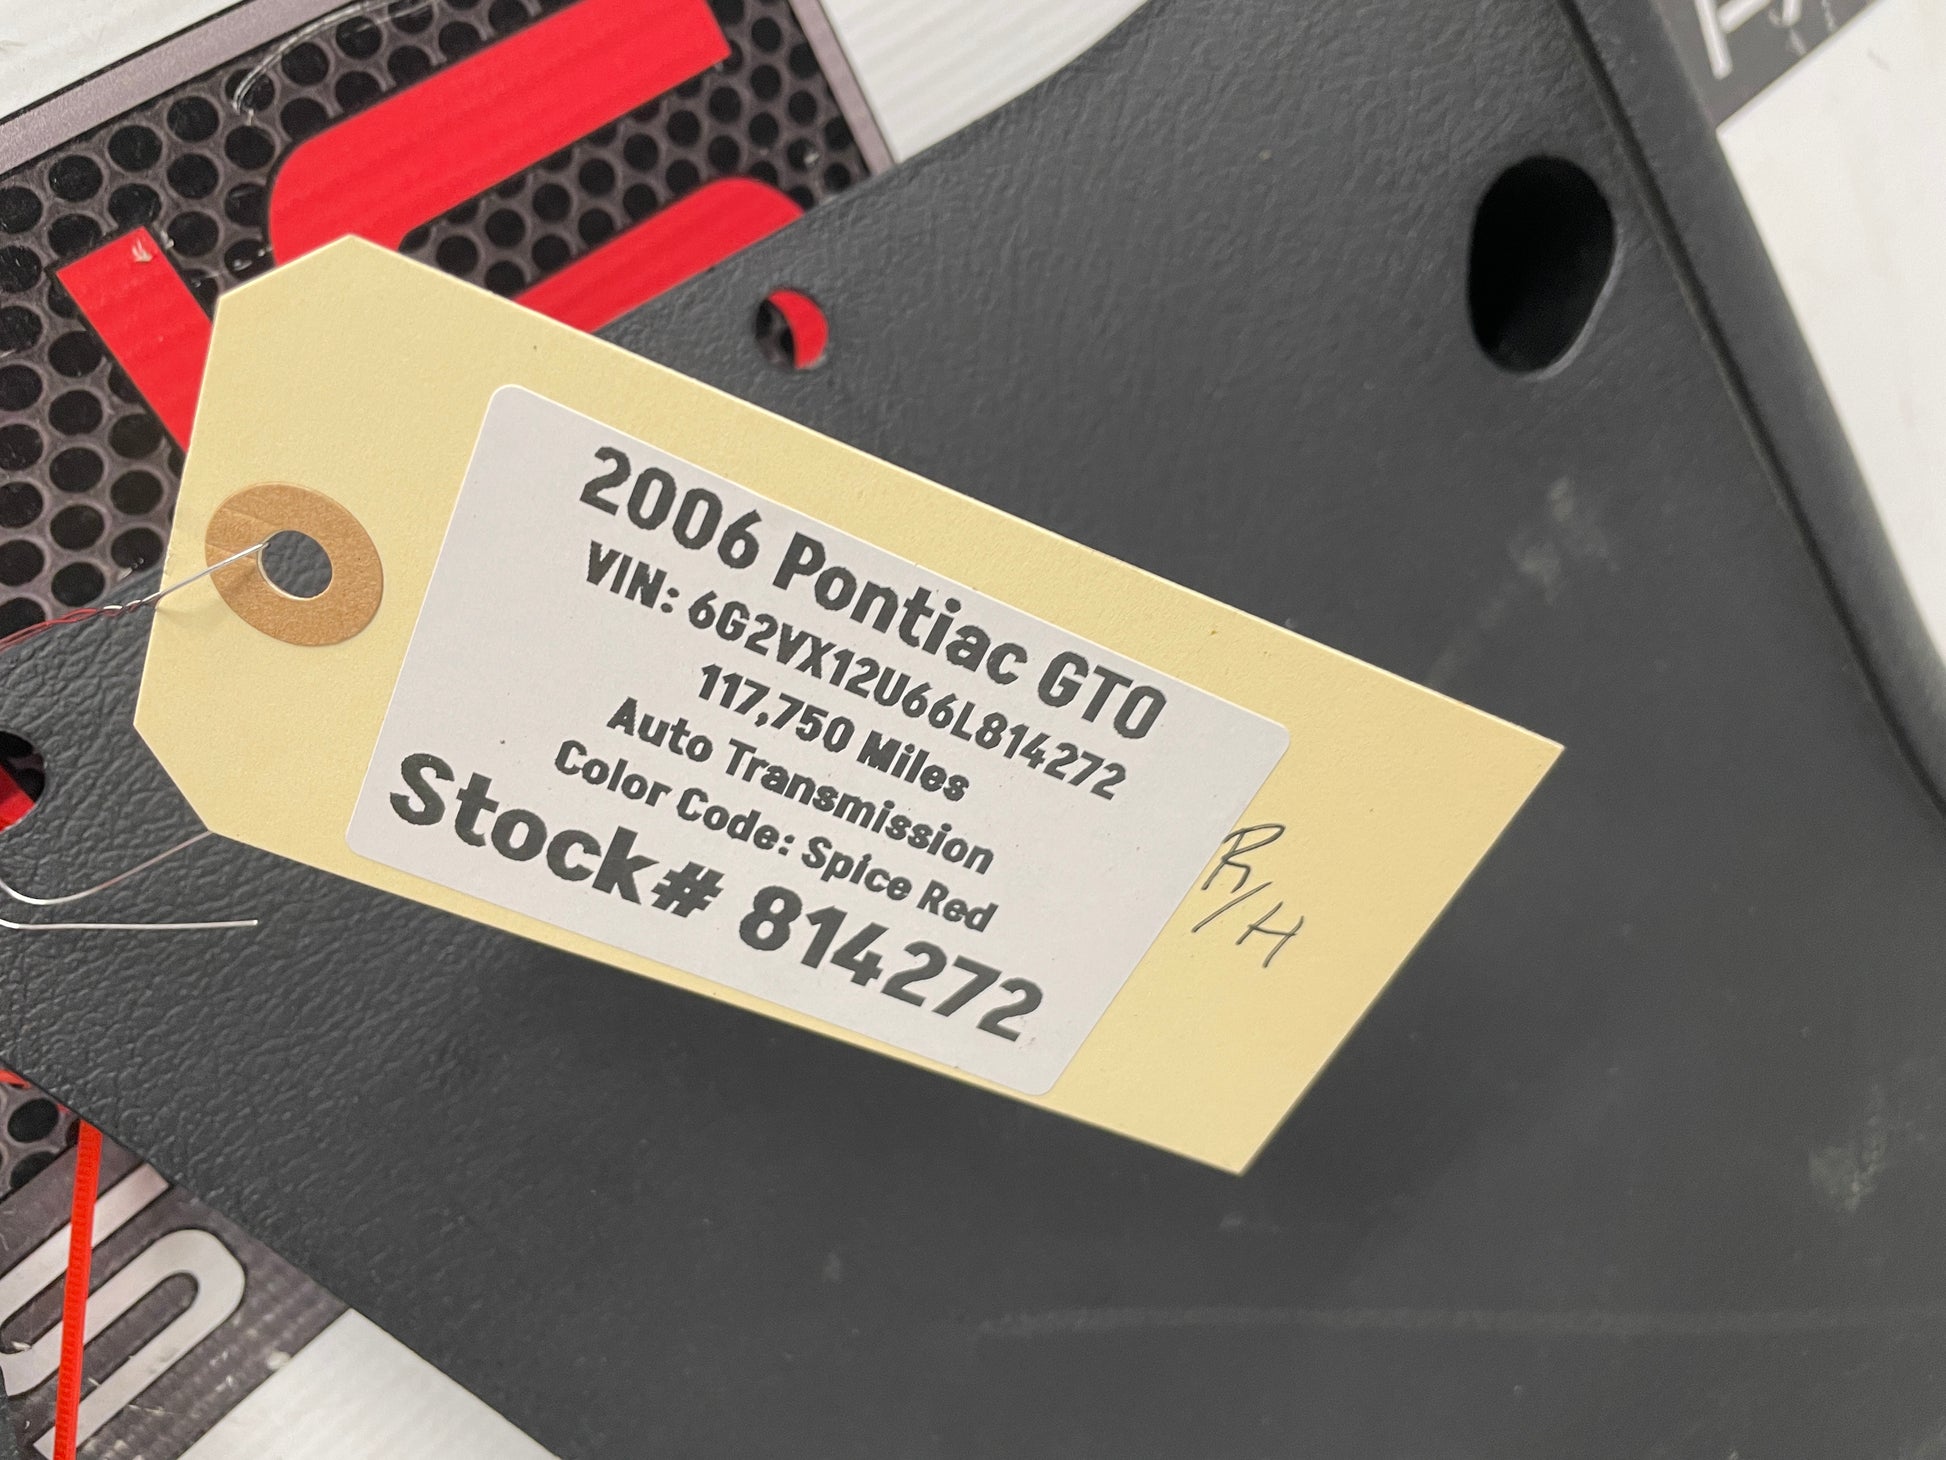 2006 Pontiac GTO
VIN: 6G2VX12U66L814272
117,750 Miles
Auto Transmission
Color Code: Spice Red
Stock# 814272
R/H